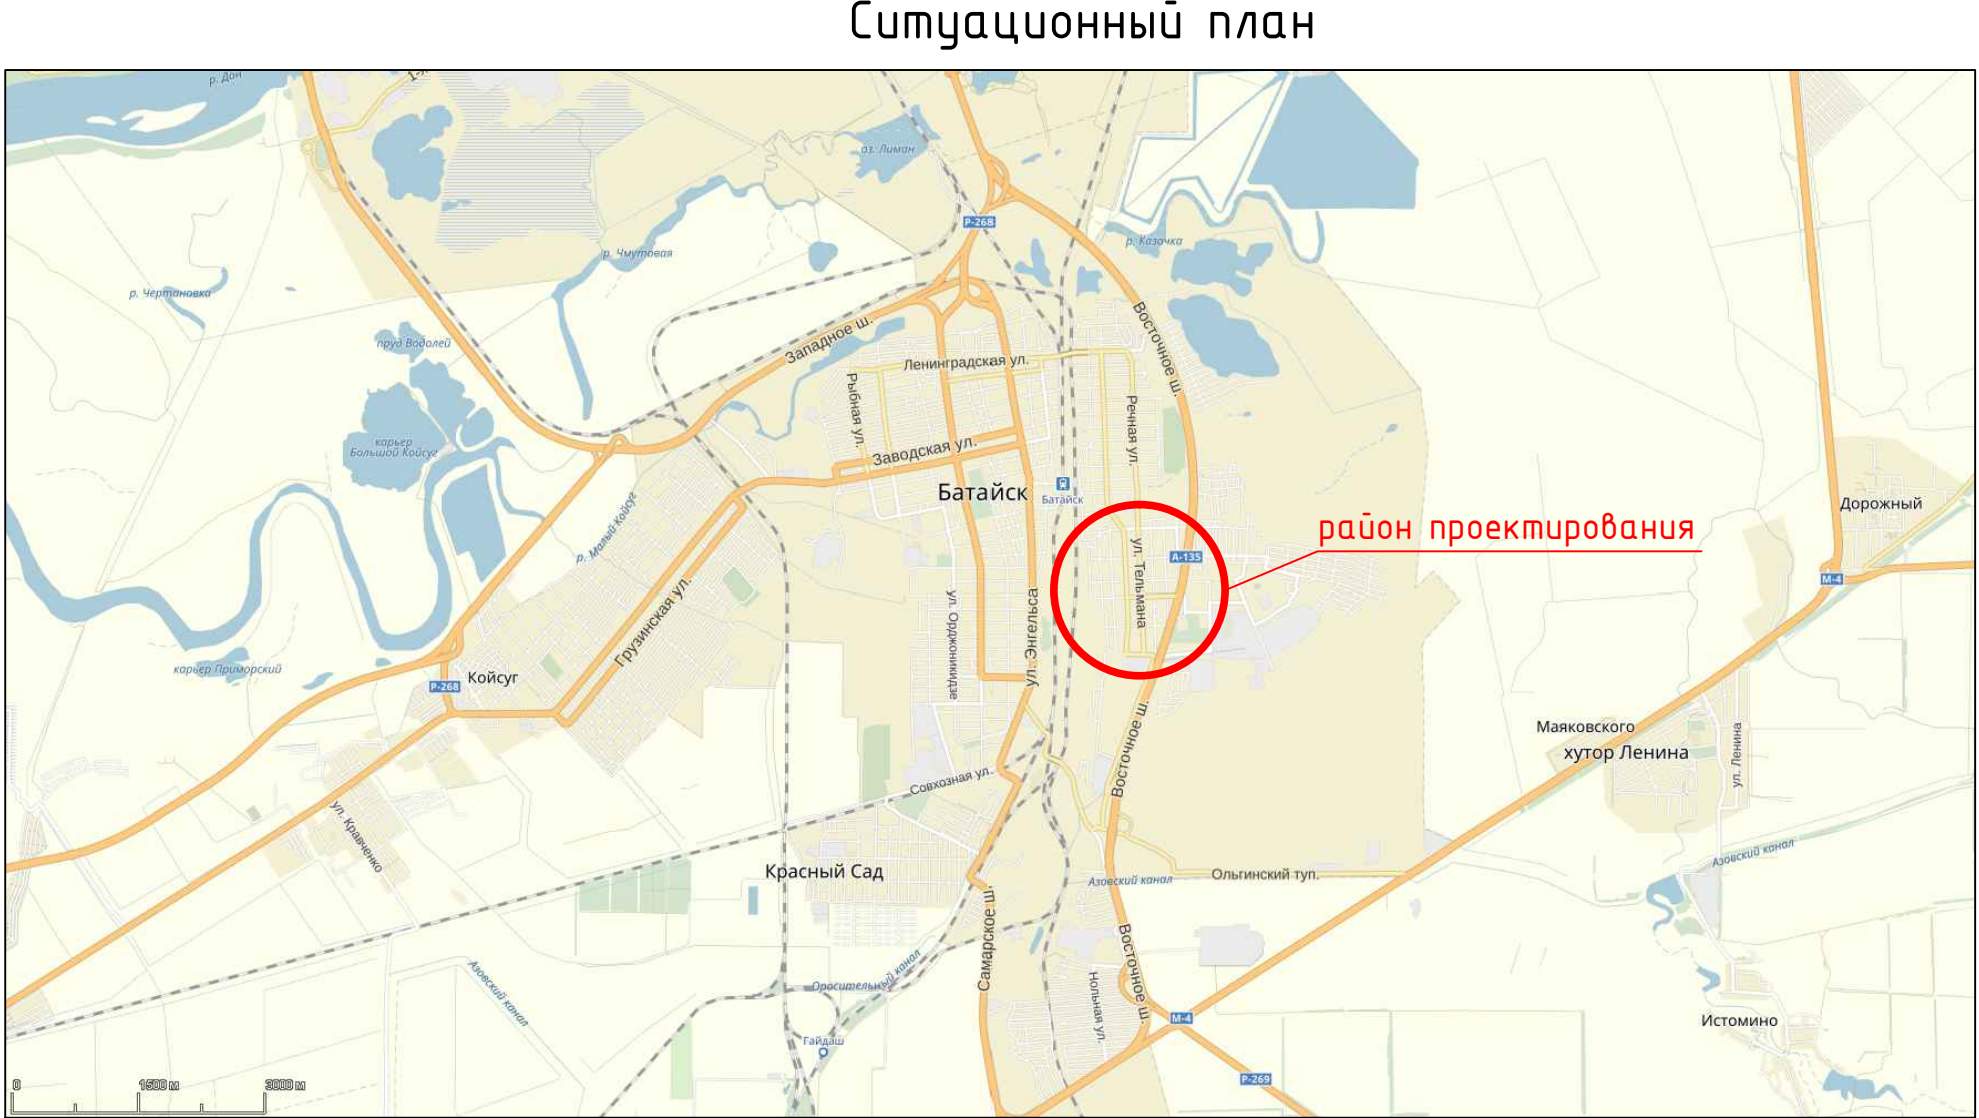 Ситуационный план
р. Дон
оз. Лиман
Р-268
р. Казачка
р. Чмутовая
р. Чертановка
Восточное ш.
Западное ш.
пруд Водолей
Ленинградская ул.
Рыбная ул.
Речная ул.
карьер
Большой Койсуг
Заводская ул.
Батайск
Батайск
р. Малый Койсуг
район проектирования
Дорожный
А-135
ул. Тельмана
М-4
Грузинская ул.
ул. Орджоникидзе
ул. Энгельса
карьер Приморский
Койсуг
Р-268
Маяковского
хутор Ленина
ул. Ленина
Восточное ш.
Совхозная ул.
ул. Кравченко
Азовский канал
Красный Сад
Азовский канал
Ольгинский туп.
Самарское ш.
Восточное ш.
Азовский канал
Оросительный канал
Нольная ул.
М-4
Истомино
Гайдаш
Р-269
0 1500 м 3000 м